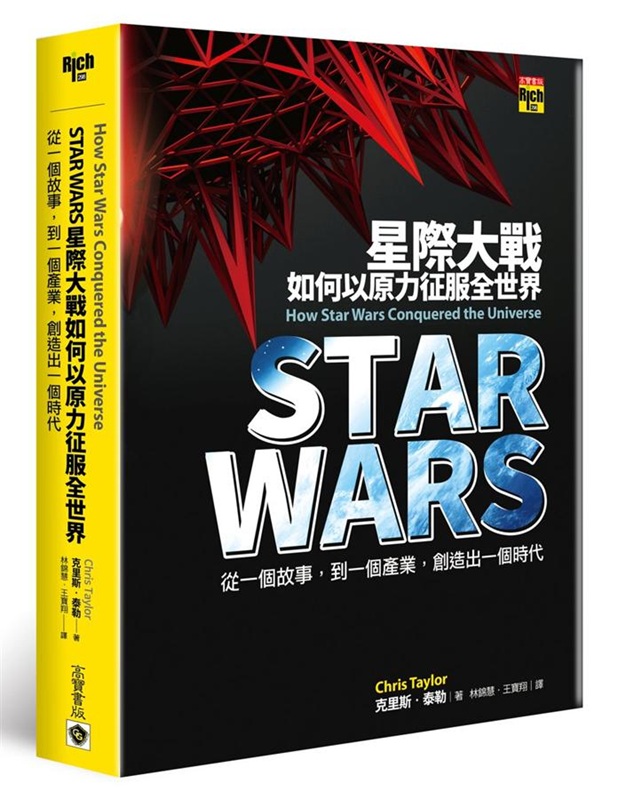 Rich
致富館
How Star Wars Conquered the Universe
STAR WARS 星際大戰如何以原力征服全世界
從一個故事，到一個產業，創造出一個時代
Chris Taylor
克里斯．泰勒——著
林錦慧．王寶翔——譯
高寶書版
高寶書版
Rich
致富館
星際大戰
如何以原力征服全世界
How Star Wars Conquered the Universe
STAR
WARS
從一個故事，到一個產業，創造出一個時代
Chris Taylor
克里斯．泰勒｜著 林錦慧．王寶翔｜譯